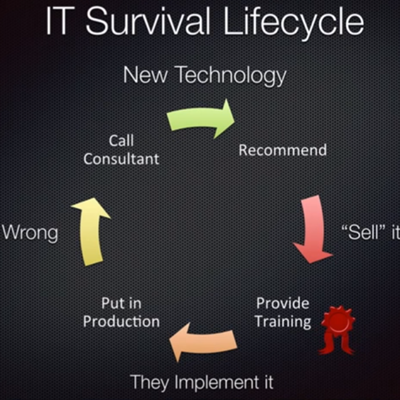 IT Survival Lifecycle
New Technology
Call
Consultant
Recommend
Wrong
“Sell” it
Put in
Production
Provide
Training
They Implement it